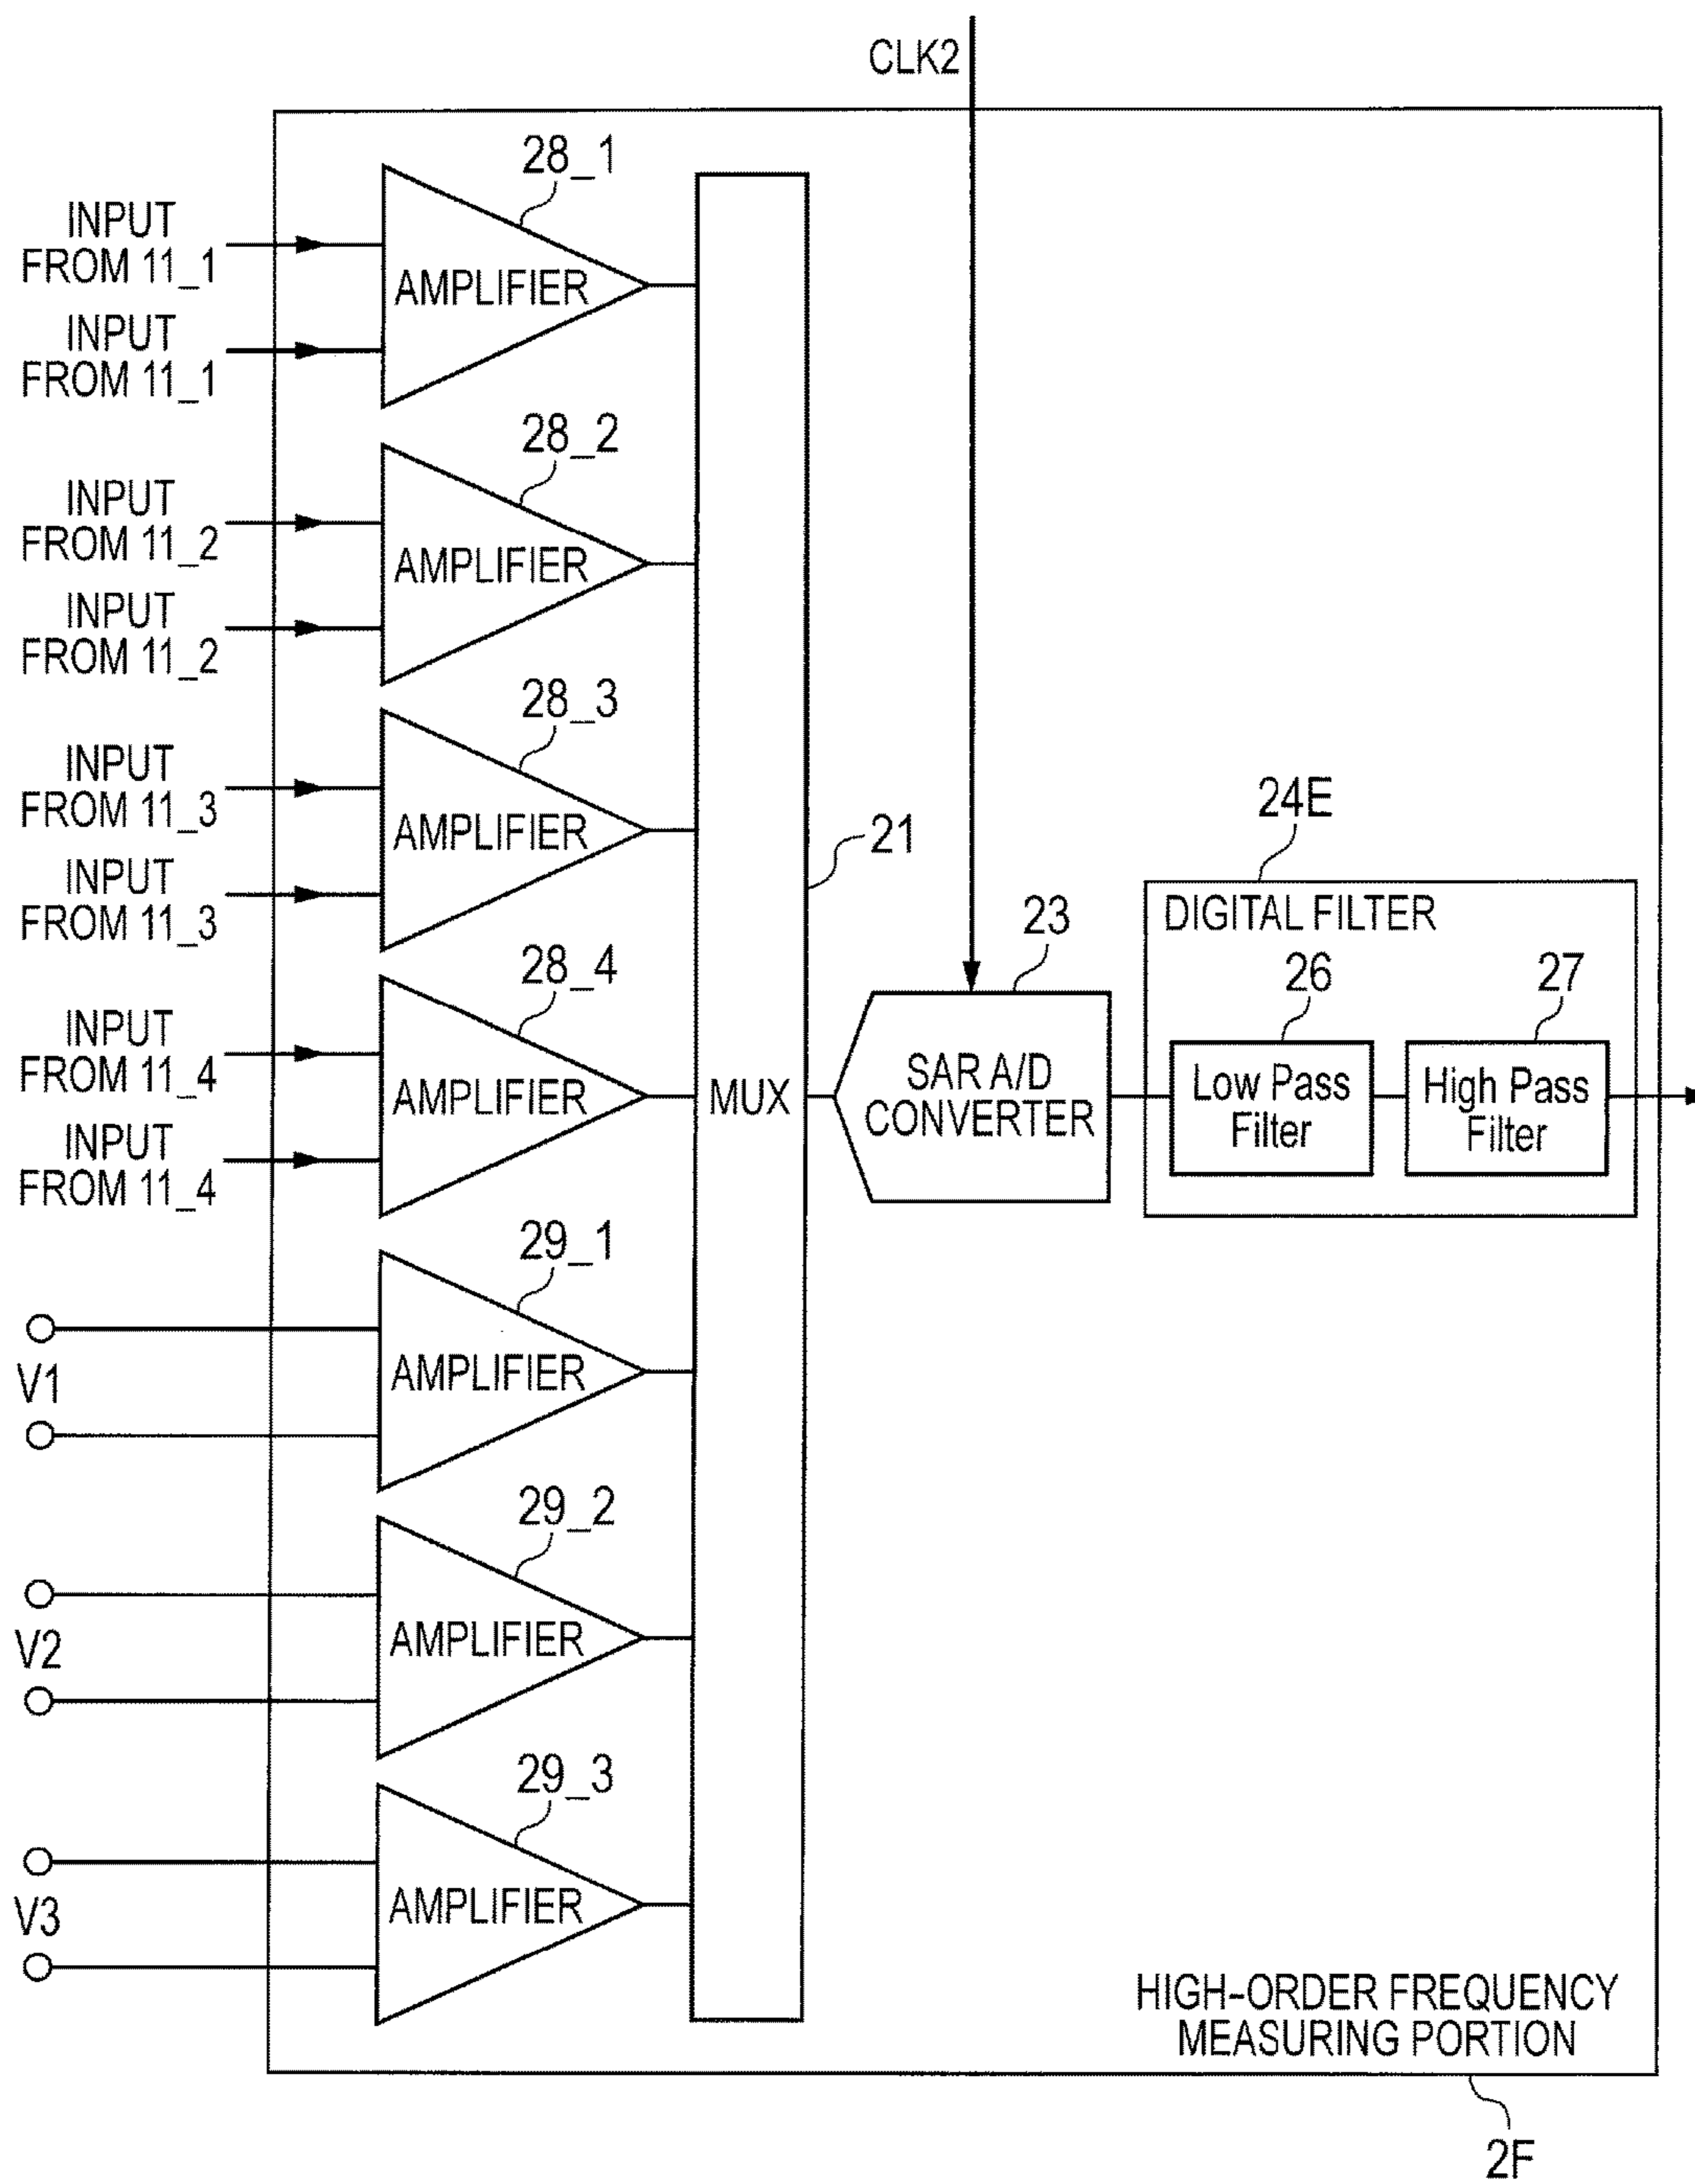 CLK2
28_1
INPUT
FROM 11_1
AMPLIFIER
INPUT
FROM 11_1
28_2
INPUT
FROM 11_2
AMPLIFIER
INPUT
FROM 11_2
28_3
INPUT
FROM 11_3
AMPLIFIER
INPUT
FROM 11_3
28_4
INPUT
FROM 11_4
AMPLIFIER
INPUT
FROM 11_4
29_1
V1
AMPLIFIER
29_2
V2
AMPLIFIER
29_3
V3
AMPLIFIER
MUX
21
23
SAR A/D
CONVERTER
24E
DIGITAL FILTER
26
Low Pass
Filter
27
High Pass
Filter
HIGH-ORDER FREQUENCY
MEASURING PORTION
2F